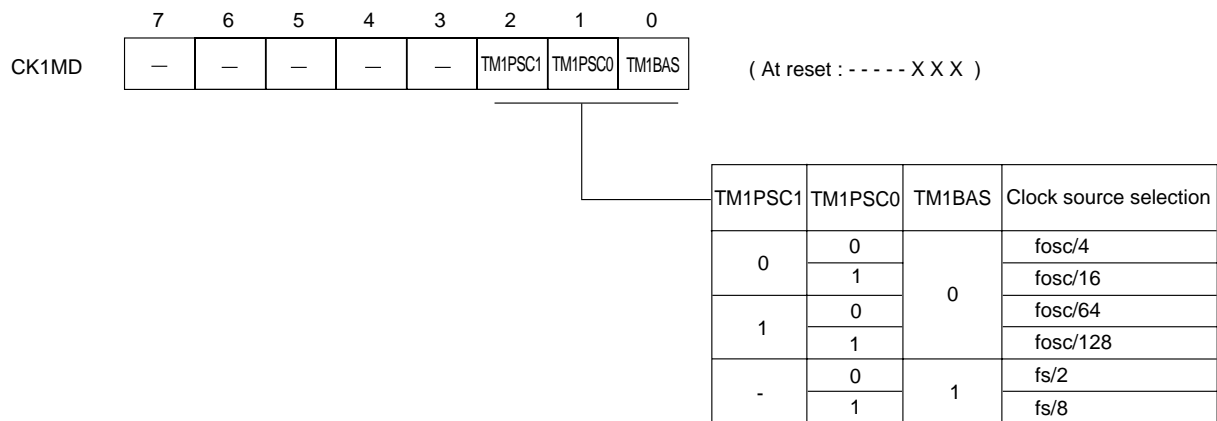 7 6 5 4 3 2 1 0
CK1MD — — — — — TM1PSC1 TM1PSC0 TM1BAS ( At reset : - - - - - X X X )
TM1PSC1 TM1PSC0 TM1BAS Clock source selection
0 0 0 fosc/4
1 fosc/16
1 0 fosc/64
1 fosc/128
- 0 1 fs/2
1 fs/8